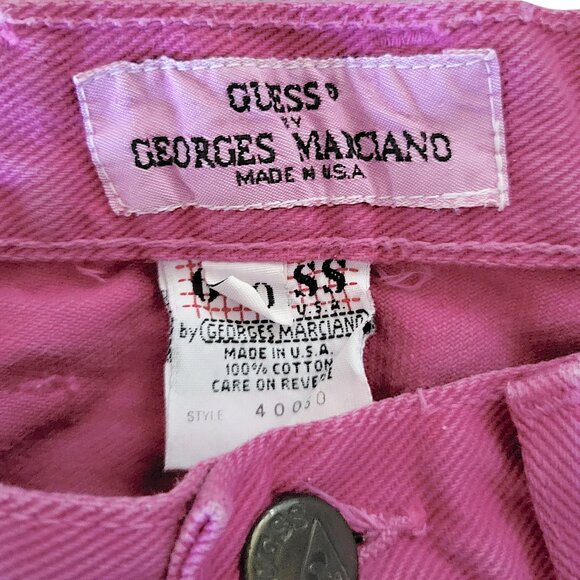 GUESS?
BY
GEORGES MARCIANO
MADE IN U.S.A
U.S.A.
by GEORGES MARCIANO
MADE IN U.S.A.
100% COTTON
CARE ON REVERSE
STYLE